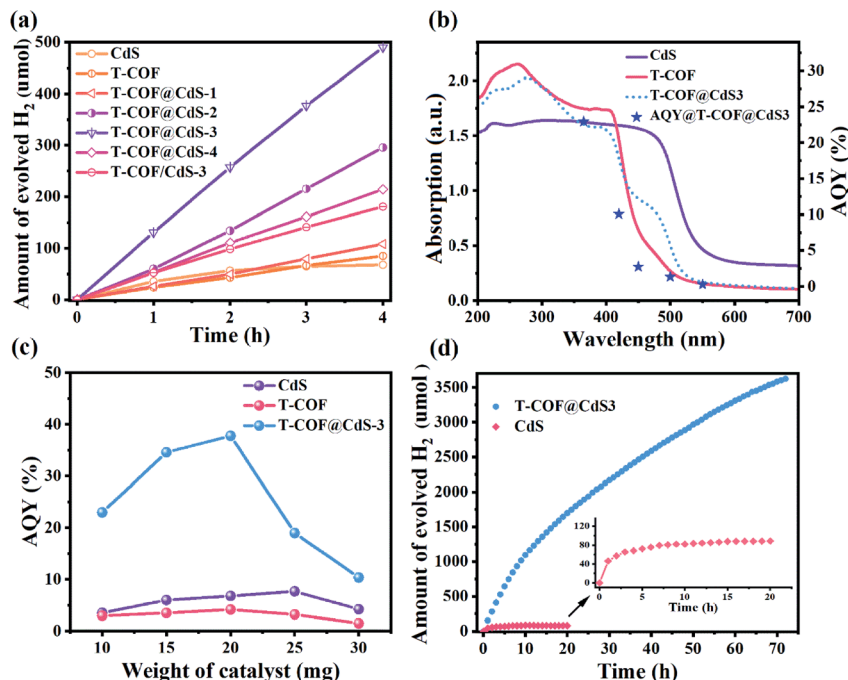 (a)
Amount of evolved H₂ (umol)
500
400
300
200
100
0
CdS
T-COF
T-COF@CdS-1
T-COF@CdS-2
T-COF@CdS-3
T-COF@CdS-4
T-COF/CdS-3
0 1 2 3 4
Time (h)
(b)
Absorption (a.u.)
2.0
1.5
1.0
0.5
0.0
CdS
T-COF
T-COF@CdS3
AQY@T-COF@CdS3
30
25
20
15
10
5
0
AQY (%)
200 300 400 500 600 700
Wavelength (nm)
(c)
AQY (%)
50
40
30
20
10
0
CdS
T-COF
T-COF@CdS-3
10 15 20 25 30
Weight of catalyst (mg)
(d)
Amount of evolved H₂ (umol)
3500
3000
2500
2000
1500
1000
500
0
T-COF@CdS3
CdS
120
80
40
0
0 5 10 15 20
Time (h)
0 10 20 30 40 50 60 70
Time (h)